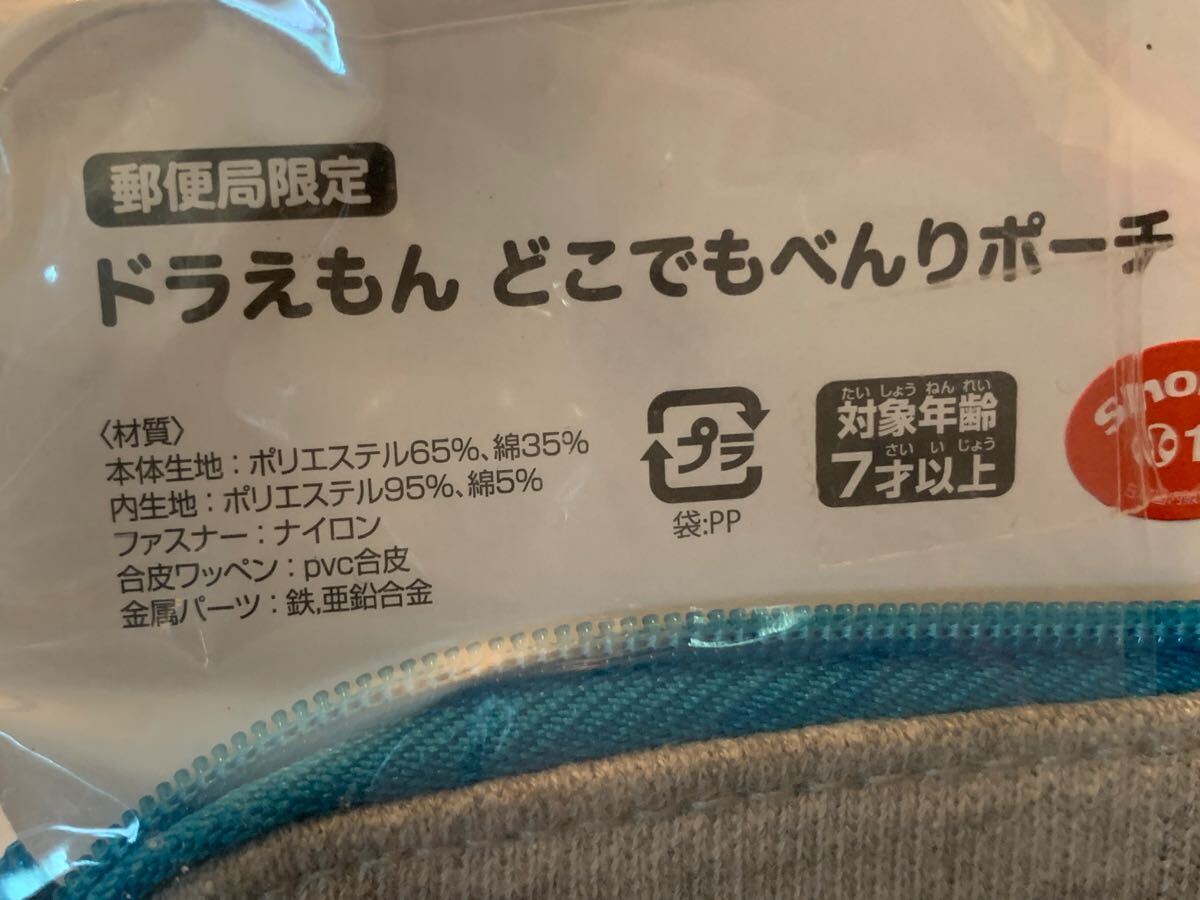 郵便局限定
ドラえもん どこでもべんりポーチ
〈材質〉
本体生地：ポリエステル65%、綿35%
内生地：ポリエステル95%、綿5%
ファスナー：ナイロン
合皮ワッペン：pvc合皮
金属パーツ：鉄,亜鉛合金
プラ
袋:PP
たいしょうねんれい
対象年齢
さいいじょう
7才以上